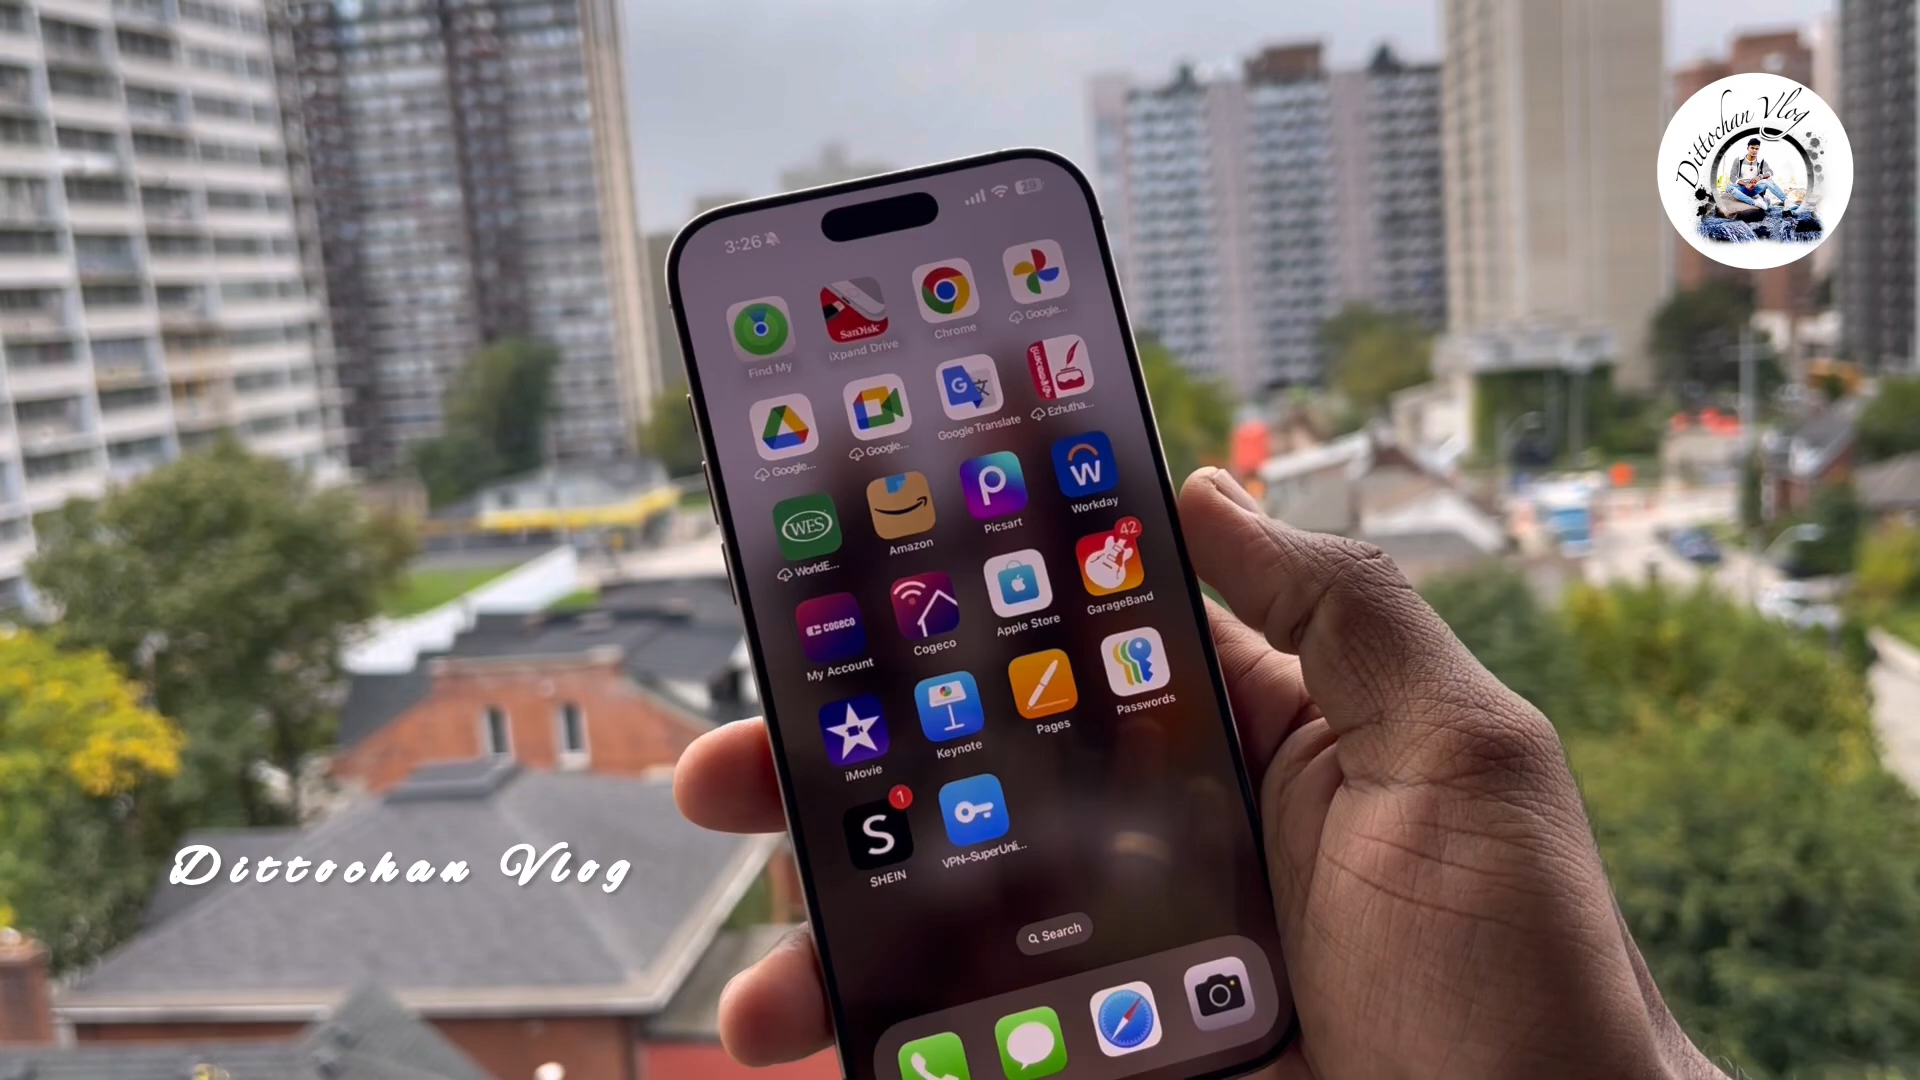 Dittochan Vlog
3:26
29
SanDisk
Find My
iXpand Drive
Chrome
Google...
Google...
Google...
Google Translate
Ezhutha...
WES
WorldE...
Amazon
Picsart
Workday
COGECO
My Account
Cogeco
Apple Store
42
GarageBand
iMovie
Keynote
Pages
Passwords
1
SHEIN
VPN–SuperUnli...
Search
Dittochan Vlog